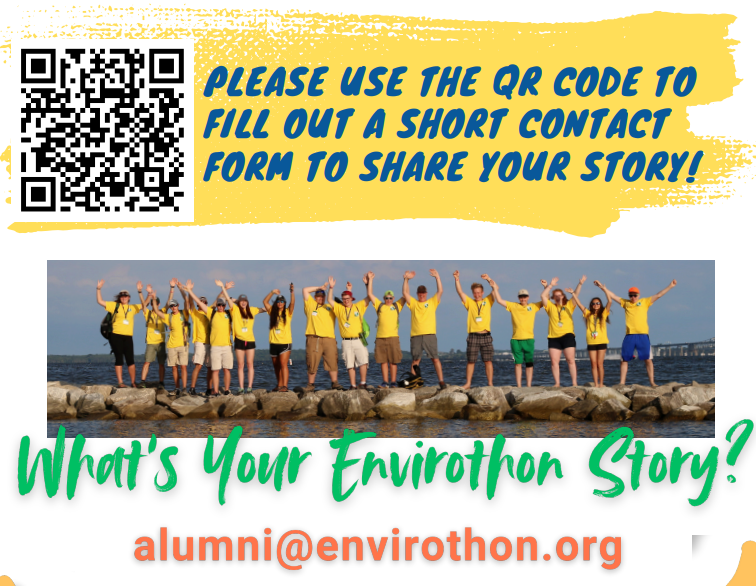 PLEASE USE THE QR CODE TO
FILL OUT A SHORT CONTACT
FORM TO SHARE YOUR STORY!
What's Your Envirothon Story?
alumni@envirothon.org